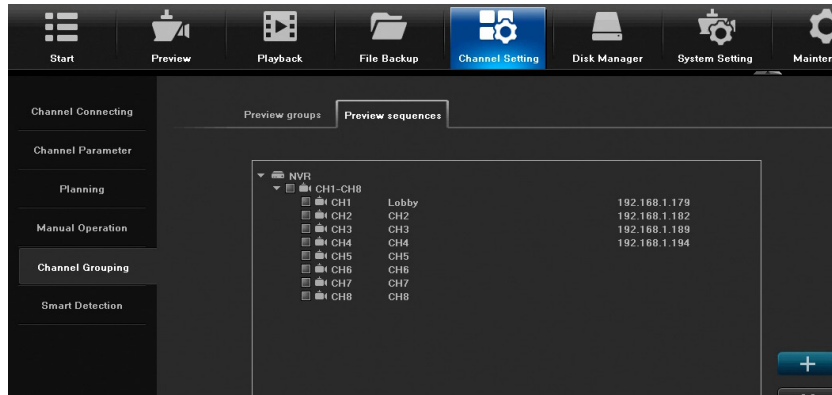 Start Preview Playback File Backup Channel Setting Disk Manager System Setting
Channel Connecting
Preview groups Preview sequences
Channel Parameter
NVR
Planning
CH1-CH8
CH1 Lobby 192.168.1.179
CH2 CH2 192.168.1.182
Manual Operation
CH3 CH3 192.168.1.189
CH4 CH4 192.168.1.194
CH5 CH5
Channel Grouping
CH6 CH6
CH7 CH7
CH8 CH8
Smart Detection